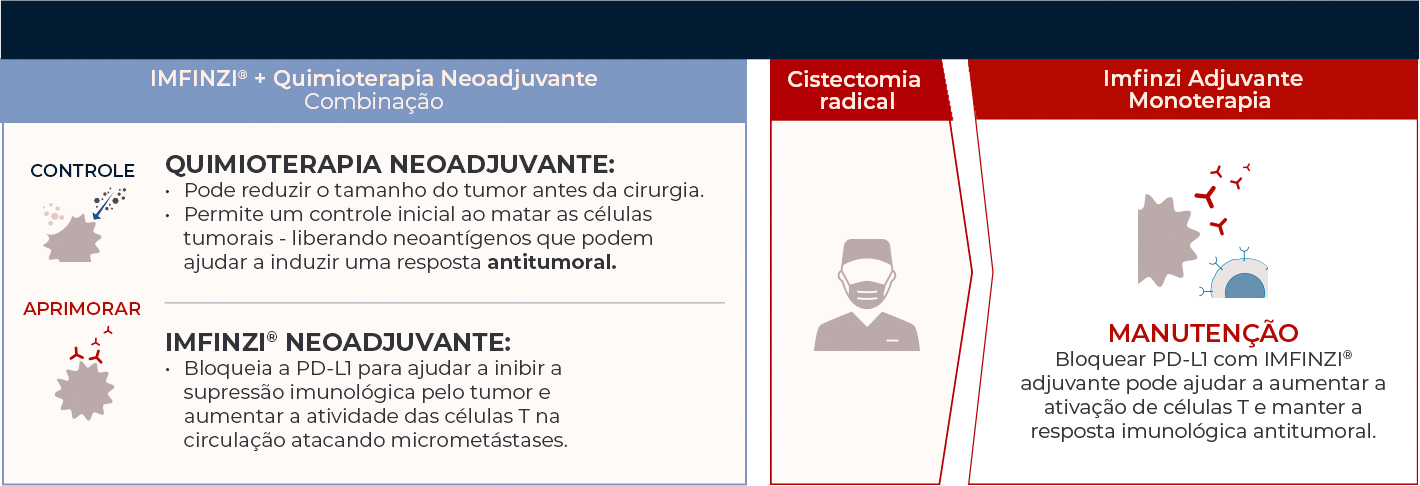 IMFINZI® + Quimioterapia Neoadjuvante
Combinação
CONTROLE
QUIMIOTERAPIA NEOADJUVANTE:
• Pode reduzir o tamanho do tumor antes da cirurgia.
• Permite um controle inicial ao matar as células
tumorais - liberando neoantígenos que podem
ajudar a induzir uma resposta antitumoral.
APRIMORAR
IMFINZI® NEOADJUVANTE:
• Bloqueia a PD-L1 para ajudar a inibir a
supressão imunológica pelo tumor e
aumentar a atividade das células T na
circulação atacando micrometástases.
Cistectomia
radical
Imfinzi Adjuvante
Monoterapia
MANUTENÇÃO
Bloquear PD-L1 com IMFINZI®
adjuvante pode ajudar a aumentar a
ativação de células T e manter a
resposta imunológica antitumoral.